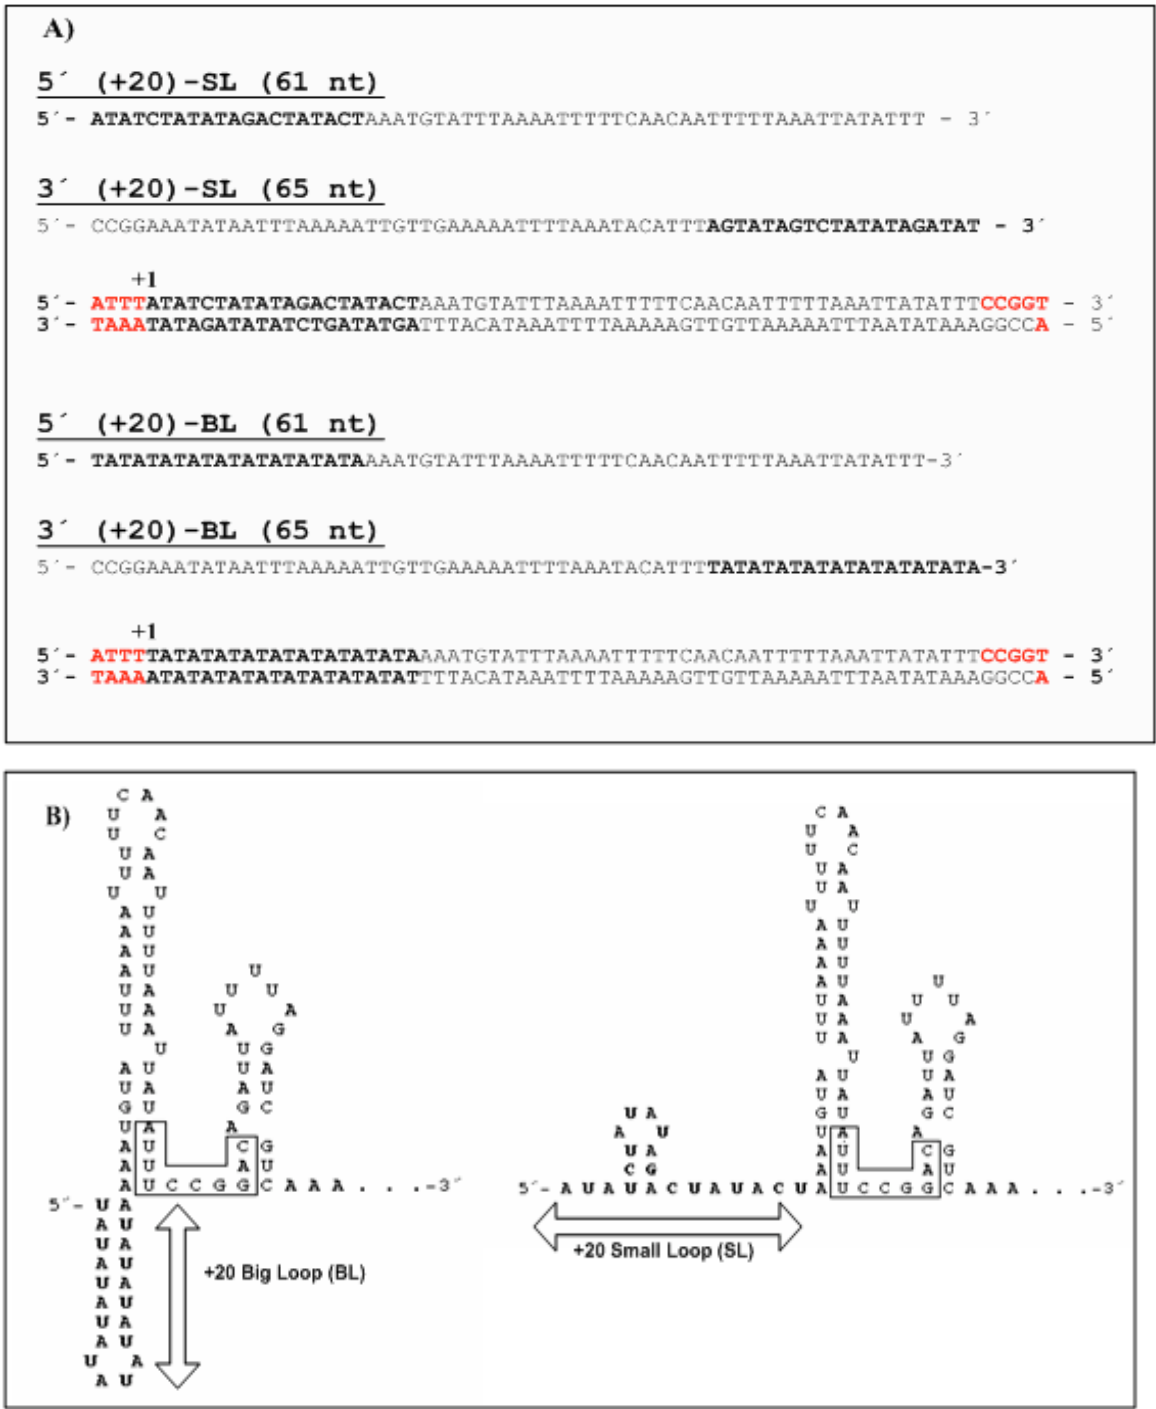 A)
5´ (+20)-SL (61 nt)
5´- ATATCTATATAGACTATACTAAATGTATTTAAAATTTTTCAACAATTTTTAAATTATATTT - 3´
3´ (+20)-SL (65 nt)
5´- CCGGAAATATAATTTAAAAATTGTTGAAAAATTTTAAATACATTTAGTATAGTCTATATAGATAT - 3´
+1
5´- ATTTATATCTATATAGACTATACTAAATGTATTTAAAATTTTTCAACAATTTTTAAATTATATTTCCGGT - 3´
3´- TAAATATAGATATATCTGATATGATTTACATAAATTTTAAAAAGTTGTTAAAAATTTAATATAAAGGCCA - 5´
5´ (+20)-BL (61 nt)
5´- TATATATATATATATATATAAAATGTATTTAAAATTTTTCAACAATTTTTAAATTATATTT-3´
3´ (+20)-BL (65 nt)
5´- CCGGAAATATAATTTAAAAATTGTTGAAAAATTTTAAATACATTTTATATATATATATATATATA-3´
+1
5´- ATTTTATATATATATATATATATAAAATGTATTTAAAATTTTTCAACAATTTTTAAATTATATTTCCGGT - 3´
3´- TAAAATATATATATATATATATATTTTACATAAATTTTAAAAAGTTGTTAAAAATTTAATATAAAGGCCA - 5´
B)
C A
U A
U C
U A
U A
U U
A U
A U
A U
A U U
U A U U
U A U A
U A A G
U U G
A U U A
U A A U
G U G C
U A A
A U C G
A U A U
A U C C G G C A A A . . .-3´
5´- U A
A U
U A
A U
U A
A U
U A
A U
U A
A U
+20 Big Loop (BL)
C A
U A
U C
U A
U A
U U
A U
A U
A U
A U U
U A U U
U A U A
U A A G
U U G
A U U A
U A A U
U A G U G C
A U U A A
U A A U C G
C G A U A U
5´- A U A U A C U A U A C U A U C C G G C A A A . . .-3´
+20 Small Loop (SL)